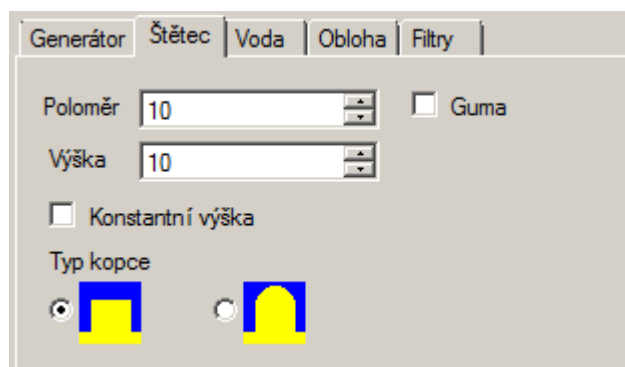 Generátor Štětec Voda Obloha Filtry
Poloměr 10 Guma
Výška 10
Konstantní výška
Typ kopce